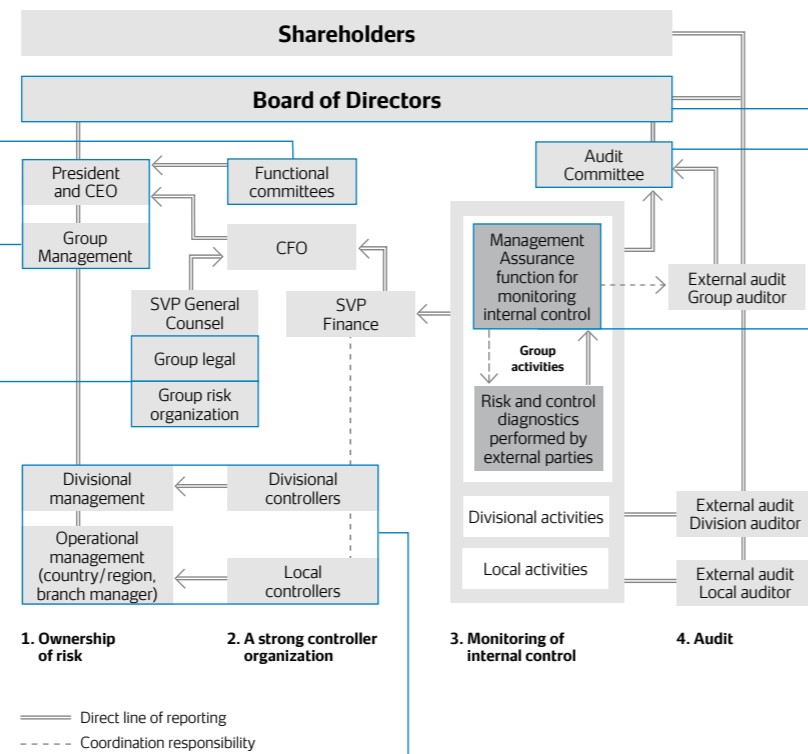 Shareholders
Board of Directors
President
and CEO
Functional
committees
Audit
Committee
Group
Management
CFO
Management
Assurance
function for
monitoring
internal control
External audit
Group auditor
SVP General
Counsel
SVP
Finance
Group legal
Group
activities
Group risk
organization
Risk and control
diagnostics
performed by
external parties
Divisional
management
Divisional
controllers
Divisional activities
External audit
Division auditor
Operational
management
(country/region,
branch manager)
Local
controllers
Local activities
External audit
Local auditor
1. Ownership
of risk
2. A strong controller
organization
3. Monitoring of
internal control
4. Audit
Direct line of reporting
Coordination responsibility